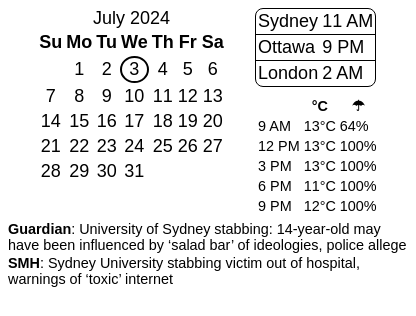 July 2024
Su Mo Tu We Th Fr Sa
1 2 3 4 5 6
7 8 9 10 11 12 13
14 15 16 17 18 19 20
21 22 23 24 25 26 27
28 29 30 31
Sydney 11 AM
Ottawa 9 PM
London 2 AM
°C ☂
9 AM 13°C 64%
12 PM 13°C 100%
3 PM 13°C 100%
6 PM 11°C 100%
9 PM 12°C 100%
Guardian: University of Sydney stabbing: 14-year-old may
have been influenced by ‘salad bar’ of ideologies, police allege
SMH: Sydney University stabbing victim out of hospital,
warnings of ‘toxic’ internet